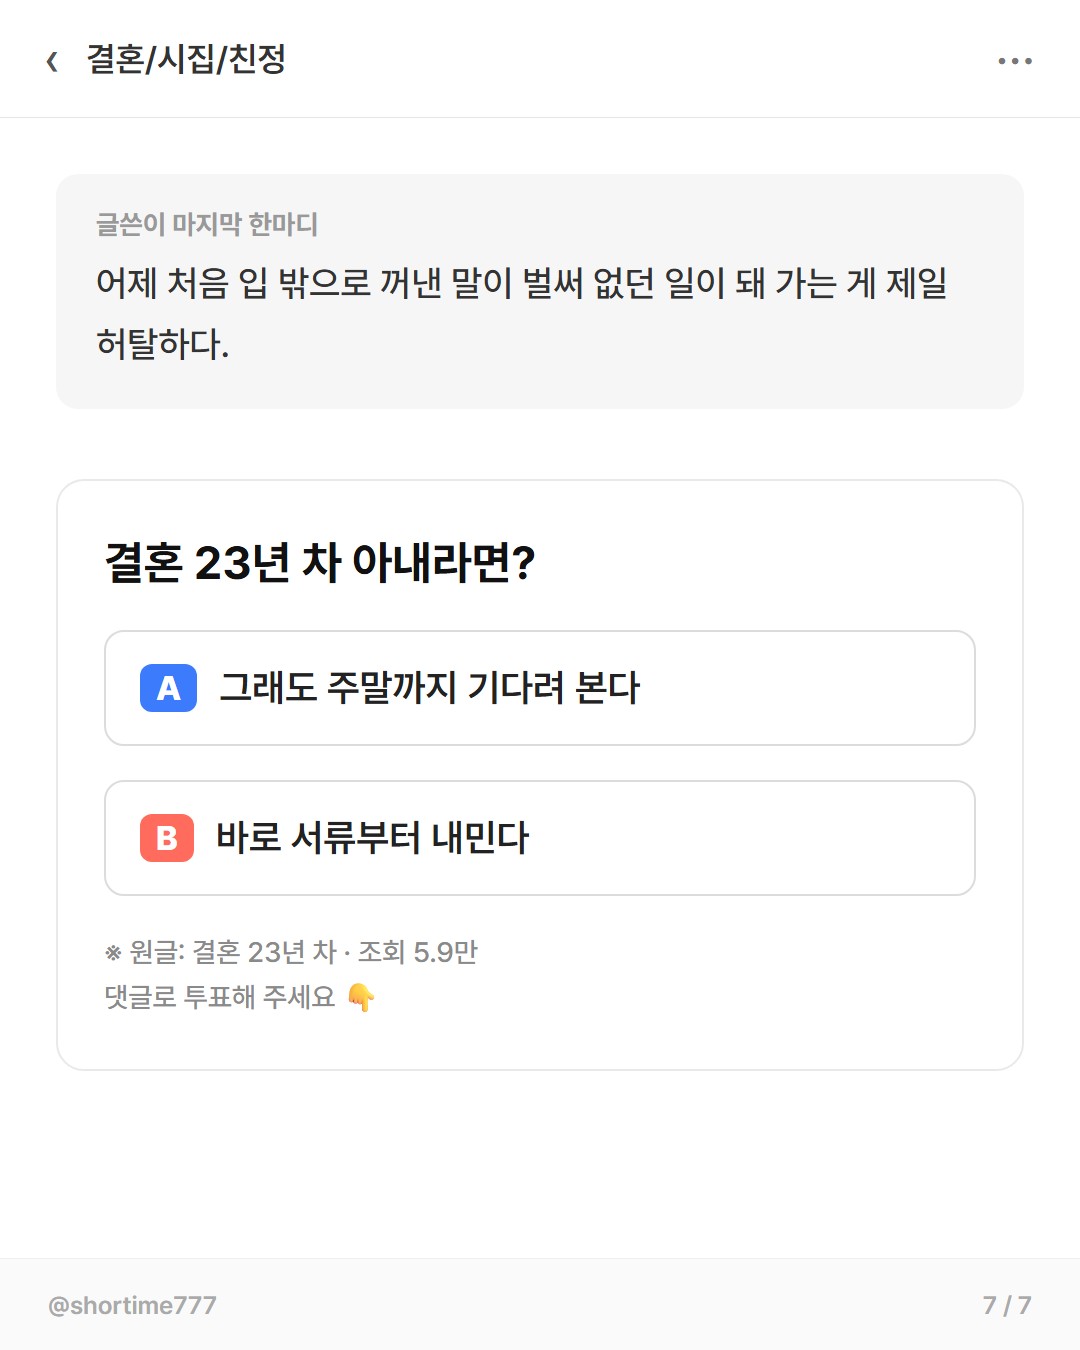 결혼/시집/친정
글쓴이 마지막 한마디
어제 처음 입 밖으로 꺼낸 말이 벌써 없던 일이 돼 가는 게 제일
허탈하다.
결혼 23년 차 아내라면?
A 그래도 주말까지 기다려 본다
B 바로 서류부터 내민다
※ 원글: 결혼 23년 차 · 조회 5.9만
댓글로 투표해 주세요 👇
@shortime777
7 / 7